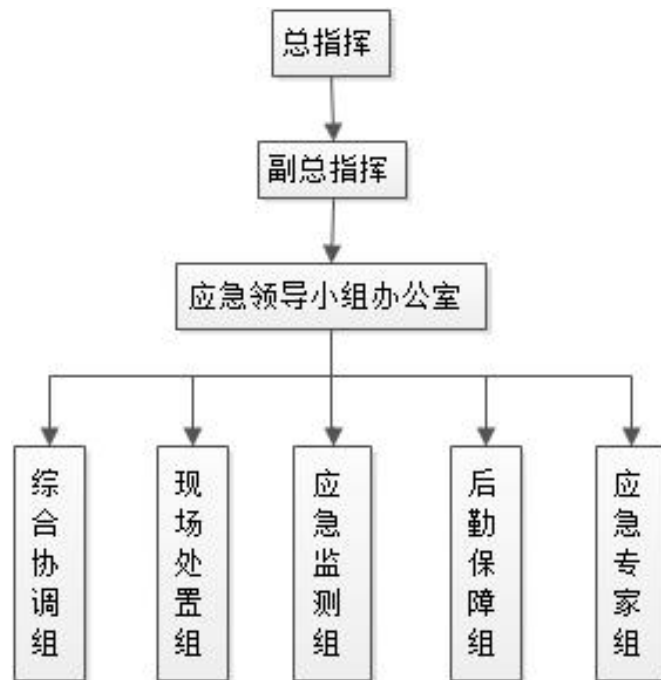 总指挥
副总指挥
应急领导小组办公室
综合协调组
现场处置组
应急监测组
后勤保障组
应急专家组